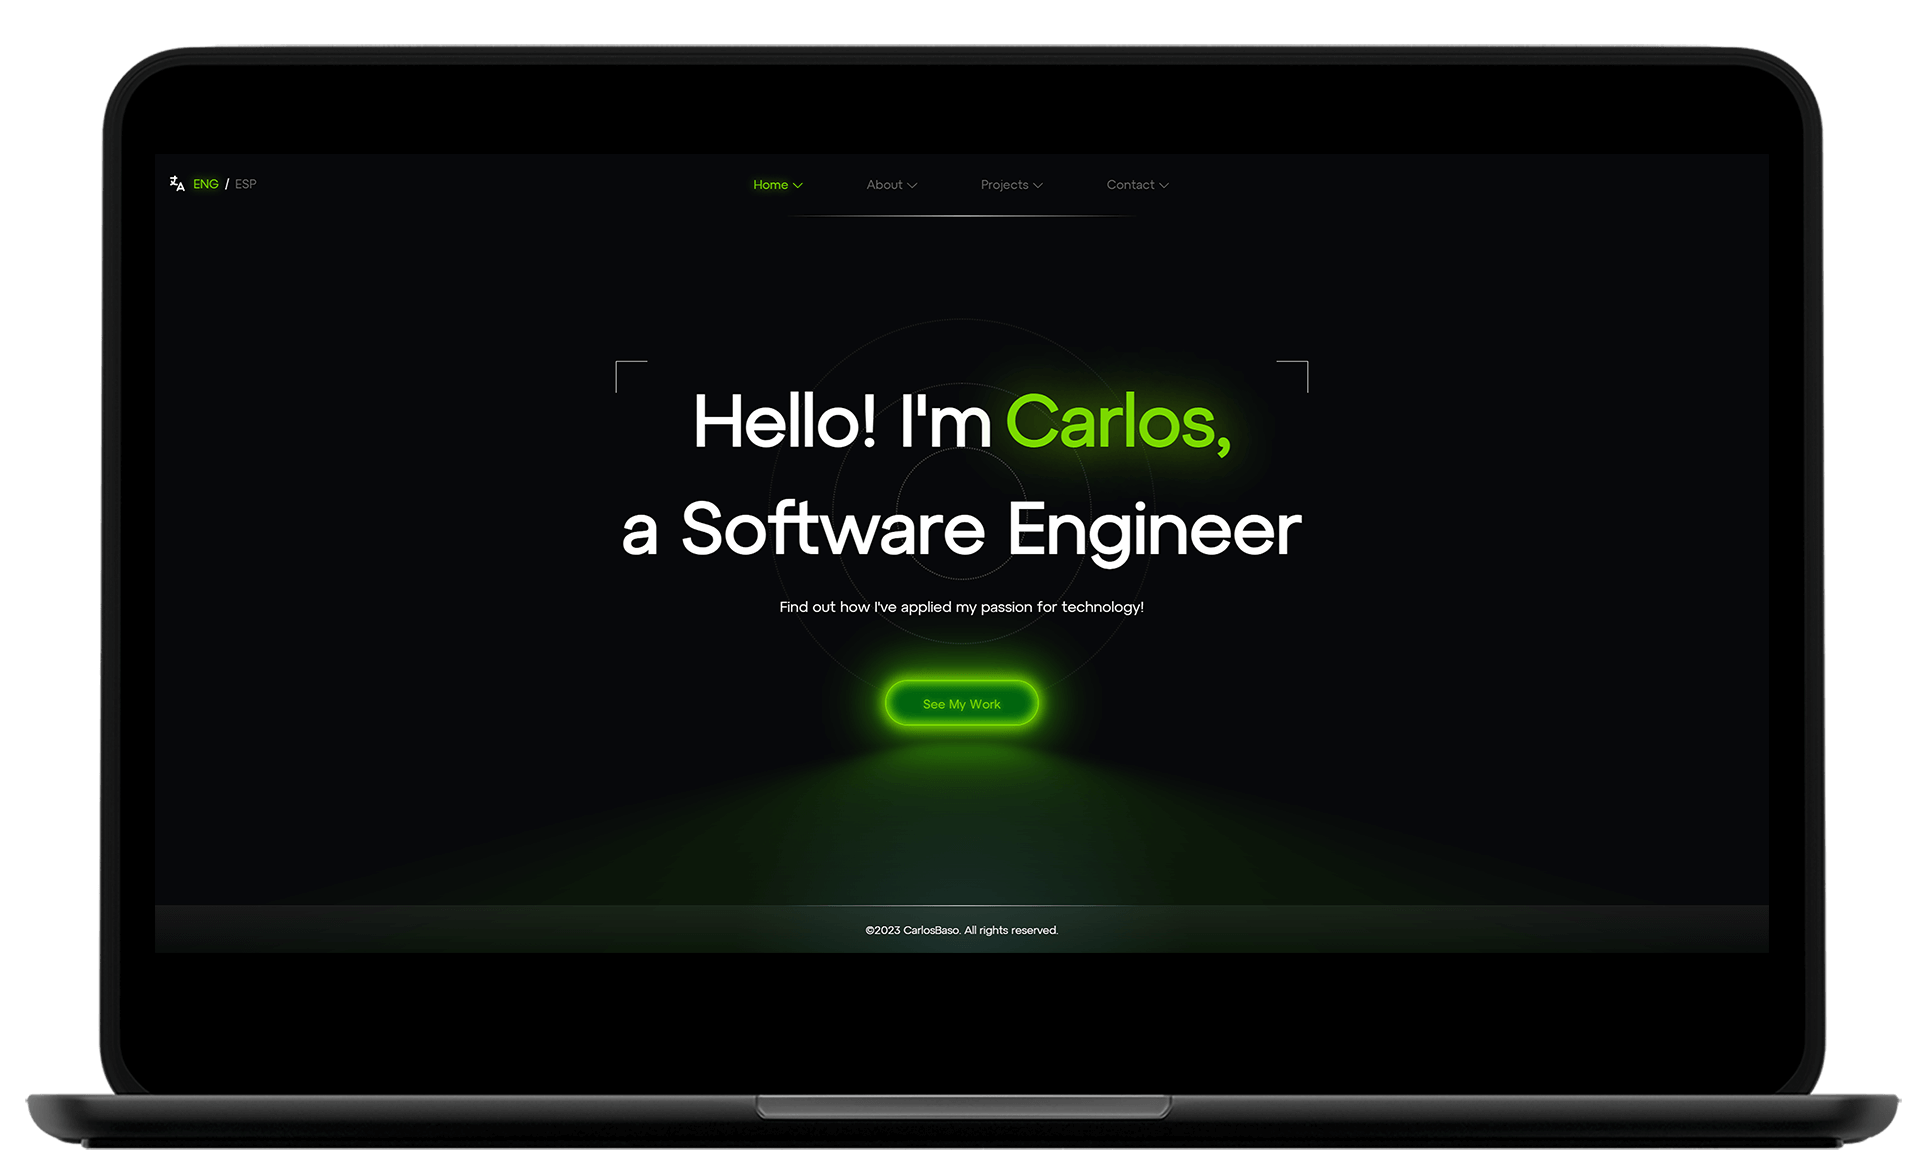 ENG / ESP
Home About Projects Contact
Hello! I'm Carlos,
a Software Engineer
Find out how I've applied my passion for technology!
See My Work
©2023 CarlosBaso. All rights reserved.